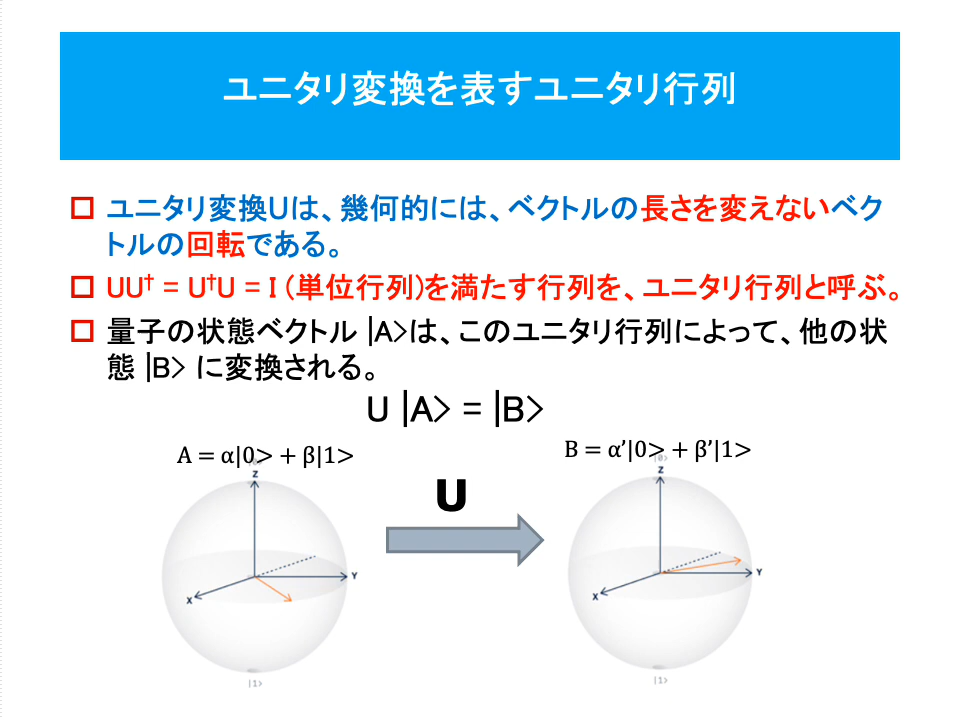 ユニタリ変換を表すユニタリ行列
ユニタリ変換Uは、幾何的には、ベクトルの長さを変えないベク
トルの回転である。
UU† = U†U = I (単位行列)を満たす行列を、ユニタリ行列と呼ぶ。
量子の状態ベクトル |A>は、このユニタリ行列によって、他の状
態 |B> に変換される。
U |A> = |B>
A = α|0> + β|1>
B = α’|0> + β’|1>
U
|0>
Z
Y
X
|1>
|0>
Z
Y
X
|1>